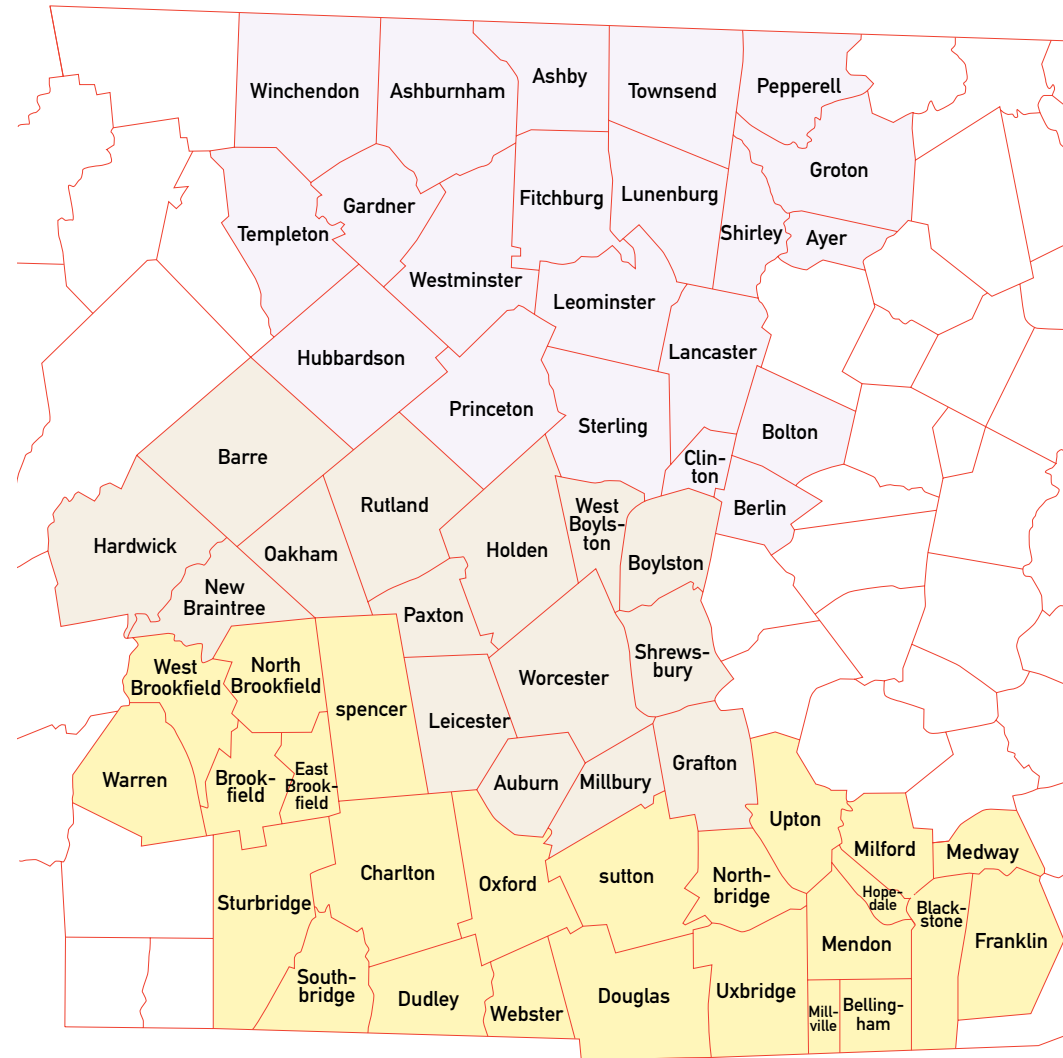 Winchendon
Ashburnham
Ashby
Townsend
Pepperell
Groton
Gardner
Templeton
Fitchburg
Lunenburg
Shirley
Ayer
Westminster
Leominster
Hubbardson
Lancaster
Princeton
Sterling
Bolton
Clin-
ton
Berlin
Barre
Rutland
West
Boyls-
ton
Hardwick
Oakham
Holden
Boylston
New
Braintree
Paxton
Shrews-
bury
West
Brookfield
North
Brookfield
spencer
Worcester
Leicester
Warren
Brook-
field
East
Brook-
field
Auburn
Millbury
Grafton
Upton
Milford
Medway
Charlton
Oxford
sutton
North-
bridge
Hope-
dale
Sturbridge
Black-
stone
Mendon
Franklin
South-
bridge
Dudley
Webster
Douglas
Uxbridge
Mill-
ville
Belling-
ham